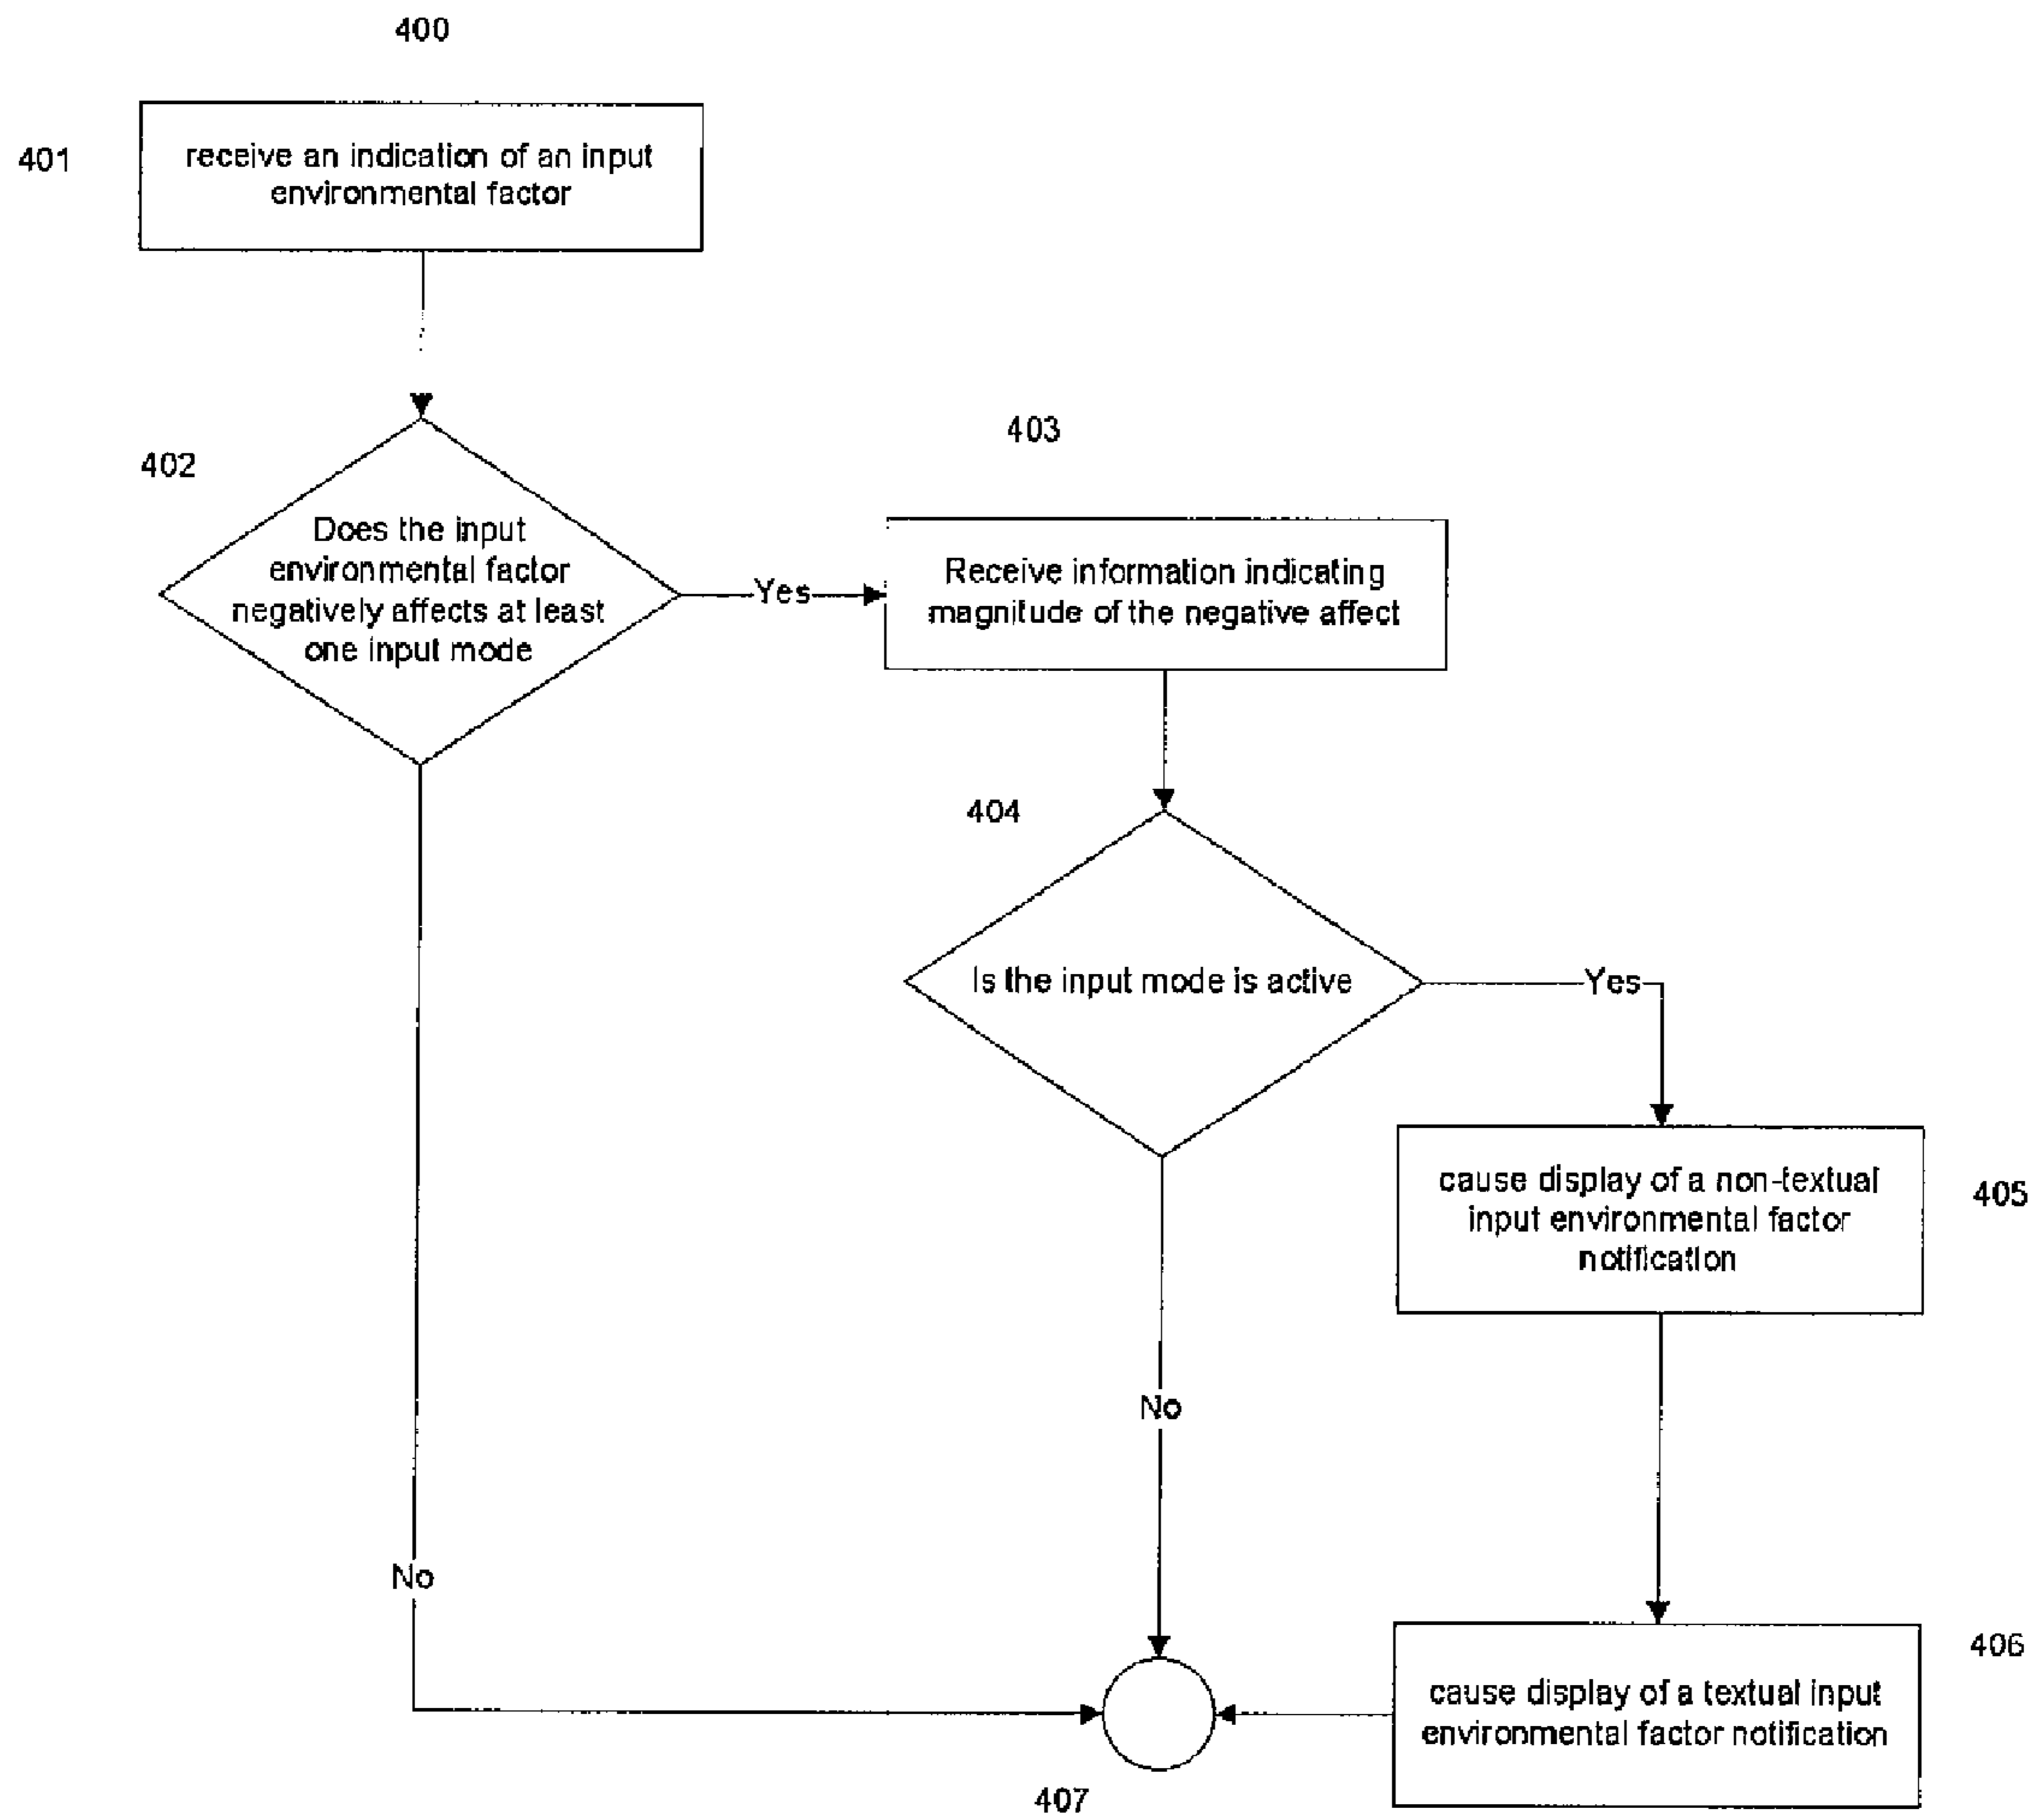 400
401
receive an indication of an input
environmental factor
402
Does the input
environmental factor
negatively affects at least
one input mode
Yes
403
Receive information indicating
magnitude of the negative affect
404
Is the input mode is active
Yes
cause display of a non-textual
input environmental factor
notification
405
No
No
cause display of a textual input
environmental factor notification
406
407